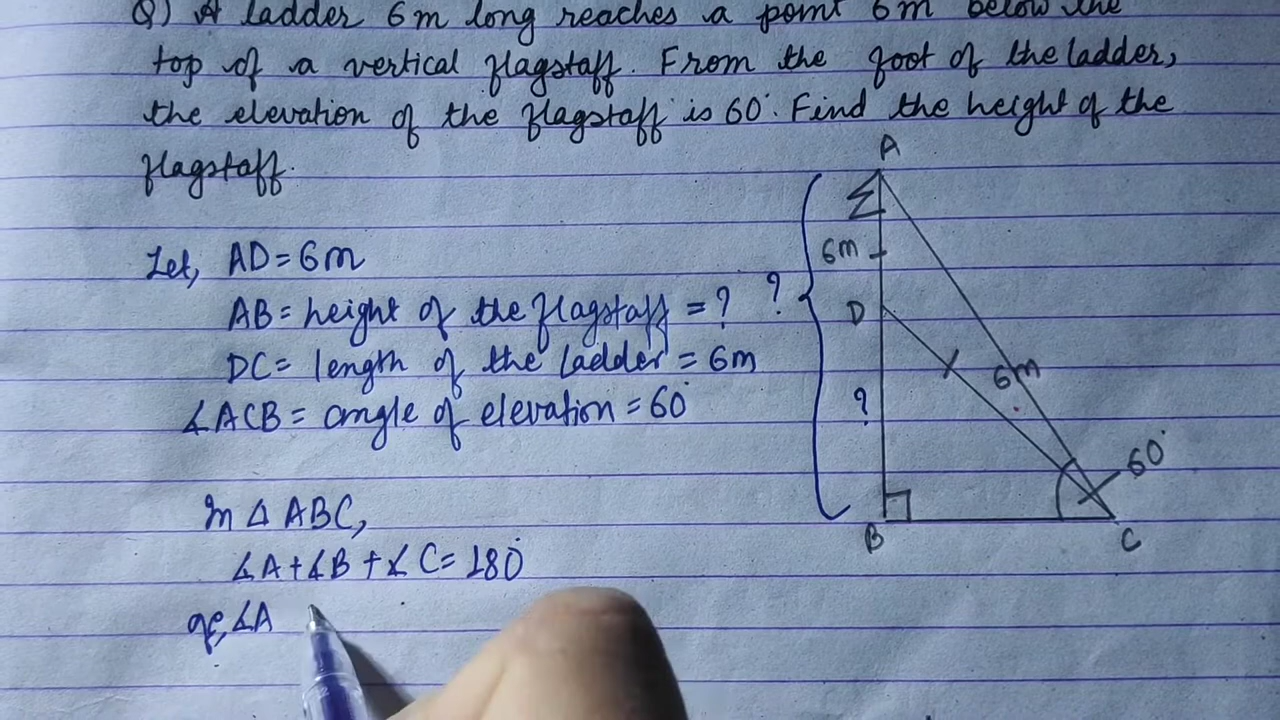 Q) A ladder 6m long reaches a point 6m below the
top of a vertical flagstaff. From the foot of the ladder,
the elevation of the flagstaff is 60°. Find the height of the
flagstaff.
Let, AD=6m
AB= height of the flagstaff = ?
DC= length of the ladder = 6m
∡ACB= angle of elevation = 60°
In Δ ABC,
∡A+∡B+∡C=180°
or, ∡A
A
6m
?
D
6m
?
60°
B
C